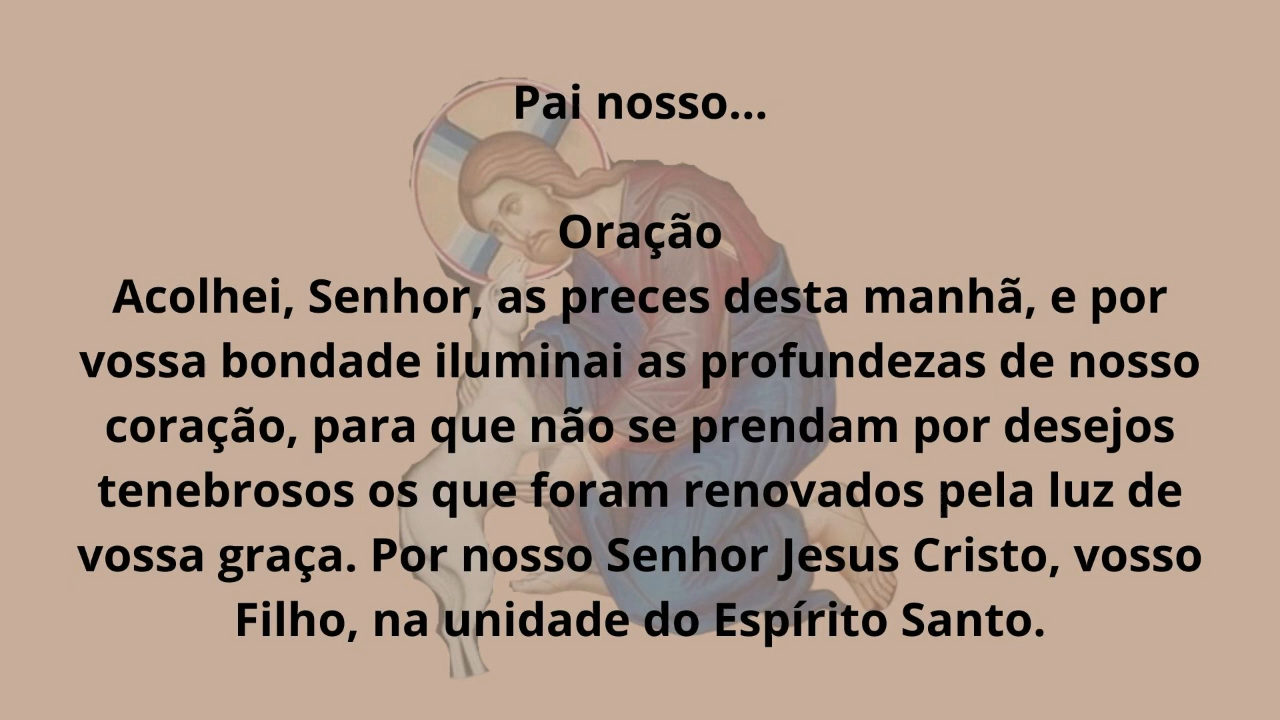 Pai nosso...
Oração
Acolhei, Senhor, as preces desta manhã, e por
vossa bondade iluminai as profundezas de nosso
coração, para que não se prendam por desejos
tenebrosos os que foram renovados pela luz de
vossa graça. Por nosso Senhor Jesus Cristo, vosso
Filho, na unidade do Espírito Santo.